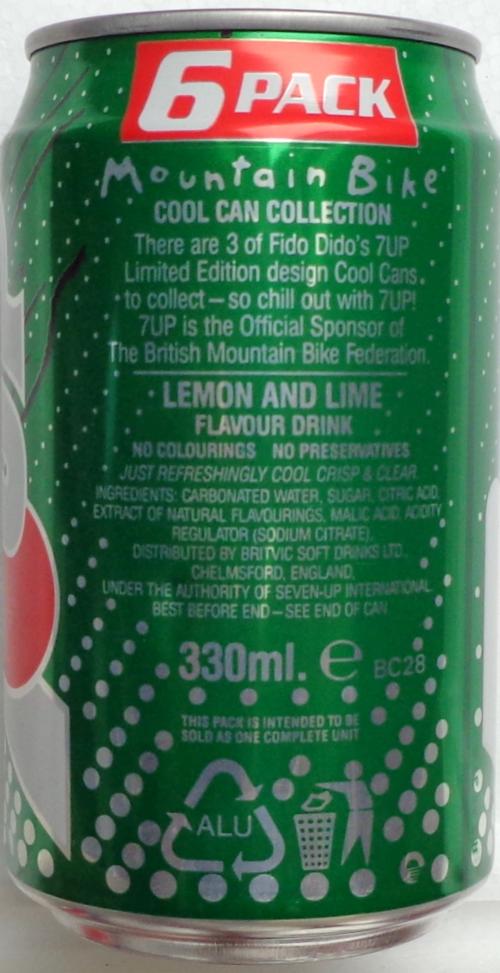 6 PACK
Mountain Bike
COOL CAN COLLECTION
There are 3 of Fido Dido's 7UP
Limited Edition design Cool Cans
to collect – so chill out with 7UP!
7UP is the Official Sponsor of
The British Mountain Bike Federation.
LEMON AND LIME
FLAVOUR DRINK
NO COLOURINGS NO PRESERVATIVES
JUST REFRESHINGLY COOL CRISP & CLEAR.
INGREDIENTS: CARBONATED WATER, SUGAR, CITRIC ACID,
EXTRACT OF NATURAL FLAVOURINGS, MALIC ACID, ACIDITY
REGULATOR (SODIUM CITRATE).
DISTRIBUTED BY BRITVIC SOFT DRINKS LTD.,
CHELMSFORD, ENGLAND.
UNDER THE AUTHORITY OF SEVEN-UP INTERNATIONAL
BEST BEFORE END – SEE END OF CAN
330ml. e BC28
THIS PACK IS INTENDED TO BE
SOLD AS ONE COMPLETE UNIT
ALU